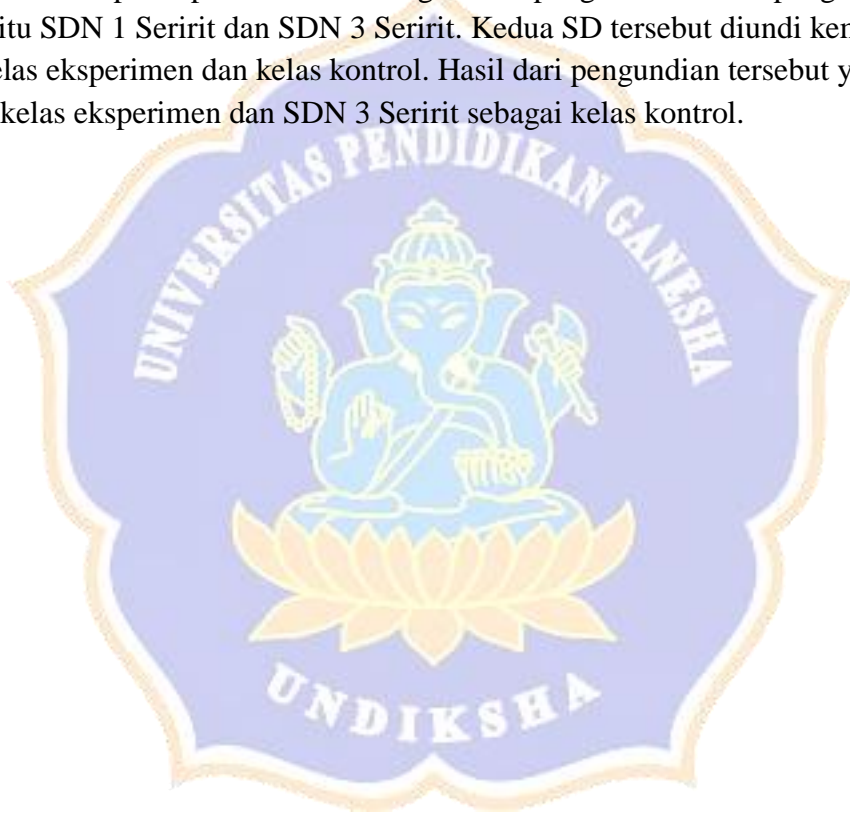 itu SDN 1 Seririt dan SDN 3 Seririt. Kedua SD tersebut diundi
elas eksperimen dan kelas kontrol. Hasil dari pengundian tersebut
kelas eksperimen dan SDN 3 Seririt sebagai kelas kontrol.
UNIVERSITAS PENDIDIKAN GANESHA
UNDIKSHA